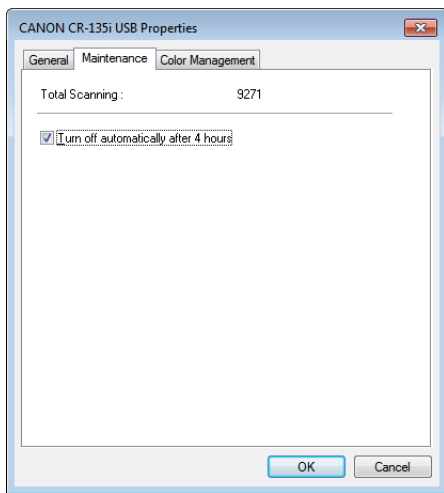 CANON CR-135i USB Properties
General Maintenance Color Management
Total Scanning : 9271
Turn off automatically after 4 hours
OK Cancel